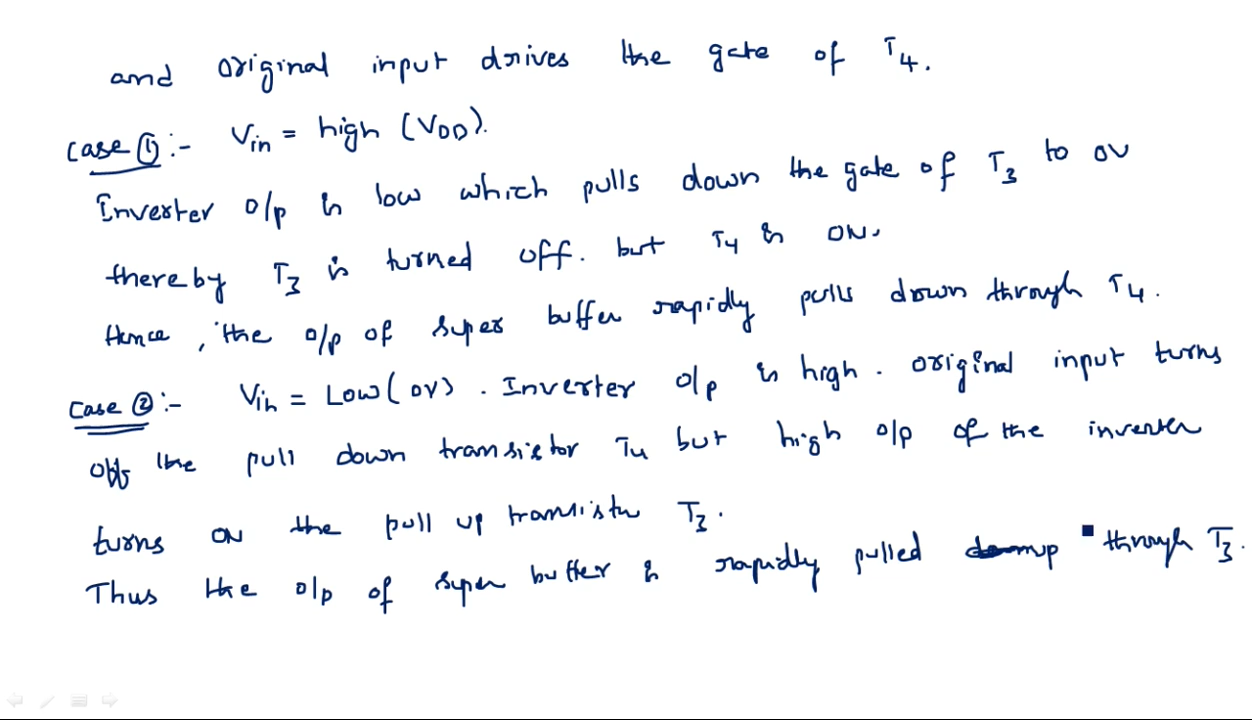 and original input drives the gate of T4.
Case ① :- Vin = high (VDD).
Inverter o/p is low which pulls down the gate of T3 to 0V
thereby T3 is turned off. but T4 is ON.
Hence, the o/p of super buffer rapidly pulls down through T4.
Case ② :- Vin = Low (0V). Inverter o/p is high. original input turns
off the pull down transistor T4 but high o/p of the inverter
turns ON the pull up transistor T3.
Thus the o/p of super buffer is rapidly pulled up through T3.